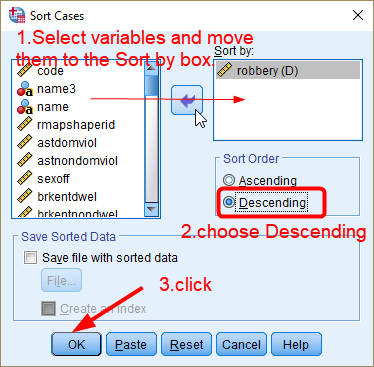 Sort Cases
1.Select variables and move
them to the Sort by box.
Sort by:
code
name3
name
rmapshaperid
astdomviol
astnondomviol
sexoff
brkentdwel
brkentnondwel
robbery (D)
Sort Order
Ascending
Descending
2.choose Descending
Save Sorted Data
Save file with sorted data
File...
Create an index
3.click
OK
Paste
Reset
Cancel
Help